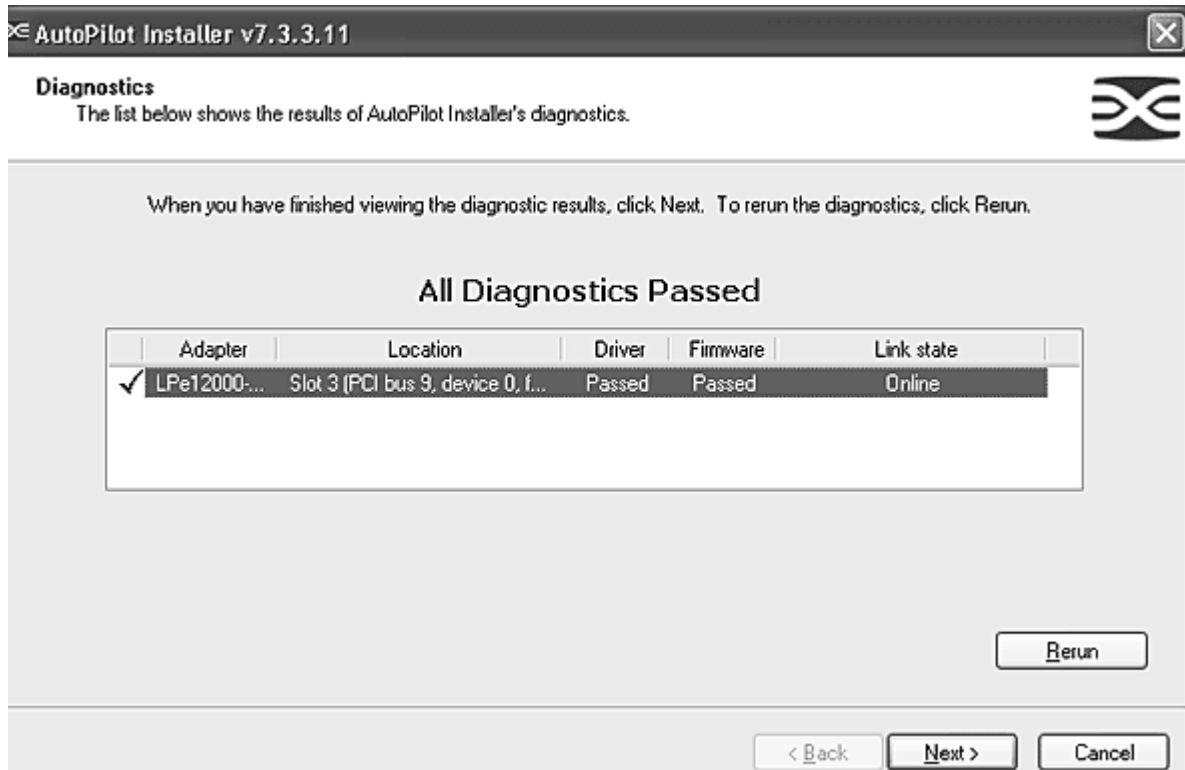 AutoPilot Installer v7.3.3.11
Diagnostics
The list below shows the results of AutoPilot Installer's diagnostics.
When you have finished viewing the diagnostic results, click Next. To rerun the diagnostics, click Rerun.
All Diagnostics Passed
Adapter Location Driver Firmware Link state
LPe12000-... Slot 3 (PCI bus 9, device 0, f... Passed Passed Online
Rerun
< Back Next > Cancel